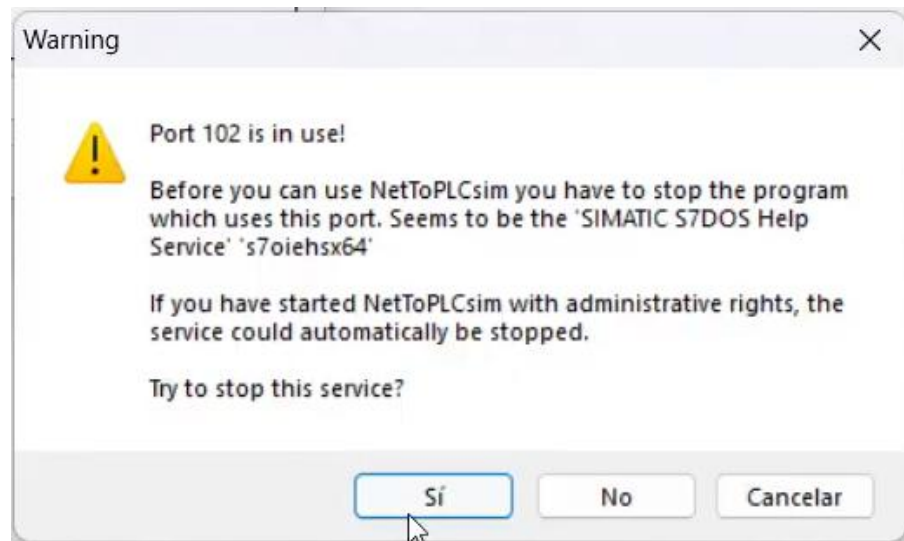 Warning
Port 102 is in use!
Before you can use NetToPLCsim you have to stop the program
which uses this port. Seems to be the 'SIMATIC S7DOS Help
Service' 's7oiehsx64'
If you have started NetToPLCsim with administrative rights, the
service could automatically be stopped.
Try to stop this service?
Sí
No
Cancelar